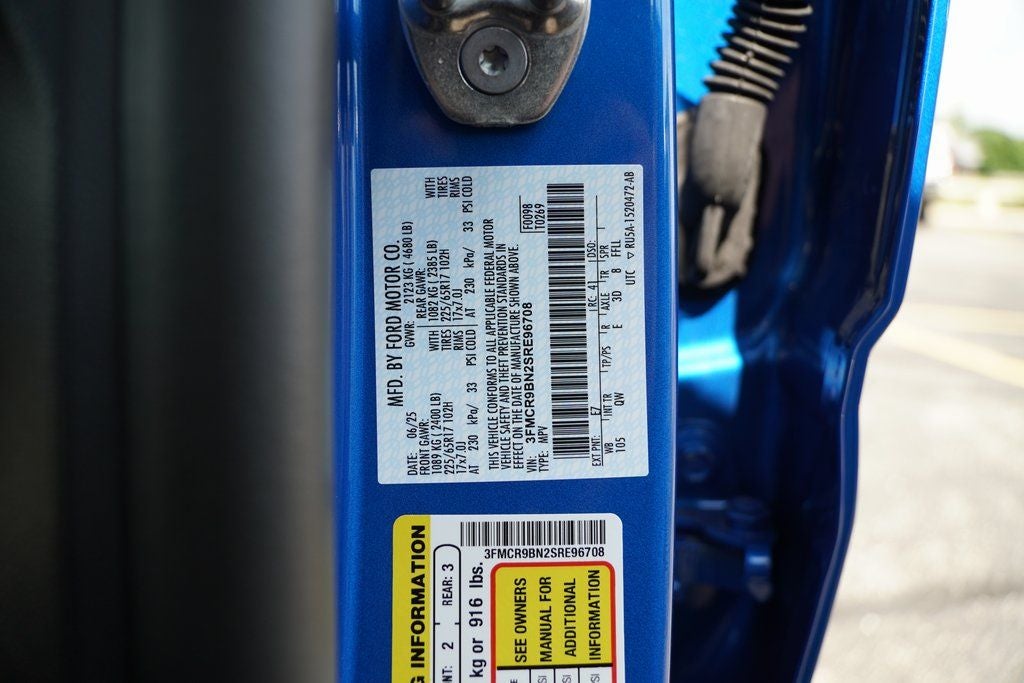 MFD. BY FORD MOTOR CO.
DATE: 06/25 GVWR: 2123 KG ( 4680 LB)
FRONT GAWR: REAR GAWR:
1089 KG ( 2400 LB) WITH 1082 KG ( 2385 LB) WITH
225/65R17 102H TIRES 225/65R17 102H TIRES
17x7.0J RIMS 17x7.0J RIMS
AT 230 kPa/ 33 PSI COLD AT 230 kPa/ 33 PSI COLD
THIS VEHICLE CONFORMS TO ALL APPLICABLE FEDERAL MOTOR
VEHICLE SAFETY AND THEFT PREVENTION STANDARDS IN
EFFECT ON THE DATE OF MANUFACTURE SHOWN ABOVE.
VIN: 3FMCR9BN2SRE96708
TYPE: MPV
F0098
T0269
EXT PNT: E7 RC: 41 DSO:
WB INT TR TP/PS R AXLE TR SPR
105 QW E 3D 8 FELL
UTC ▽ RU5A-1520472-AB
G INFORMATION
NT: 2 REAR: 3
kg or 916 lbs.
3FMCR9BN2SRE96708
SEE OWNERS
MANUAL FOR
ADDITIONAL
INFORMATION